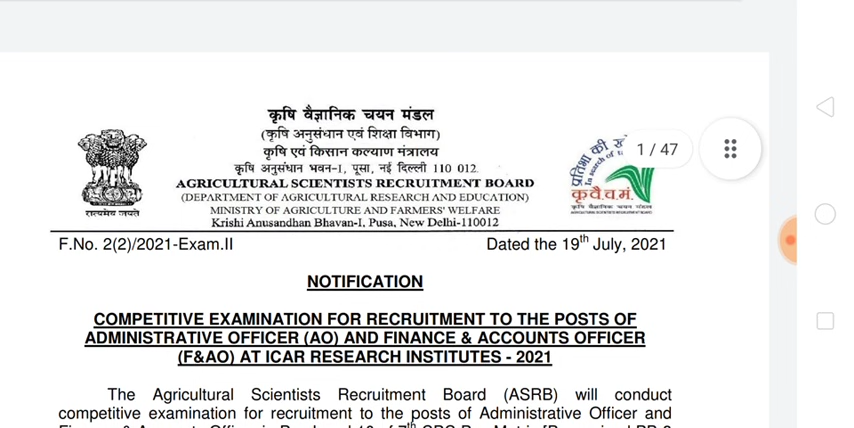 कृषि वैज्ञानिक चयन मंडल
(कृषि अनुसंधान एवं शिक्षा विभाग)
कृषि एवं किसान कल्याण मंत्रालय
कृषि अनुसंधान भवन-I, पूसा, नई दिल्ली 110 012.
AGRICULTURAL SCIENTISTS RECRUITMENT BOARD
(DEPARTMENT OF AGRICULTURAL RESEARCH AND EDUCATION)
MINISTRY OF AGRICULTURE AND FARMERS' WELFARE
Krishi Anusandhan Bhavan-I, Pusa, New Delhi-110012
सत्यमेव जयते
प्रतिभा की
In search of
कृ.वै.च.मं.
1 / 47
F.No. 2(2)/2021-Exam.II Dated the 19th July, 2021
NOTIFICATION
COMPETITIVE EXAMINATION FOR RECRUITMENT TO THE POSTS OF
ADMINISTRATIVE OFFICER (AO) AND FINANCE & ACCOUNTS OFFICER
(F&AO) AT ICAR RESEARCH INSTITUTES - 2021
The Agricultural Scientists Recruitment Board (ASRB) will conduct
competitive examination for recruitment to the posts of Administrative Officer and